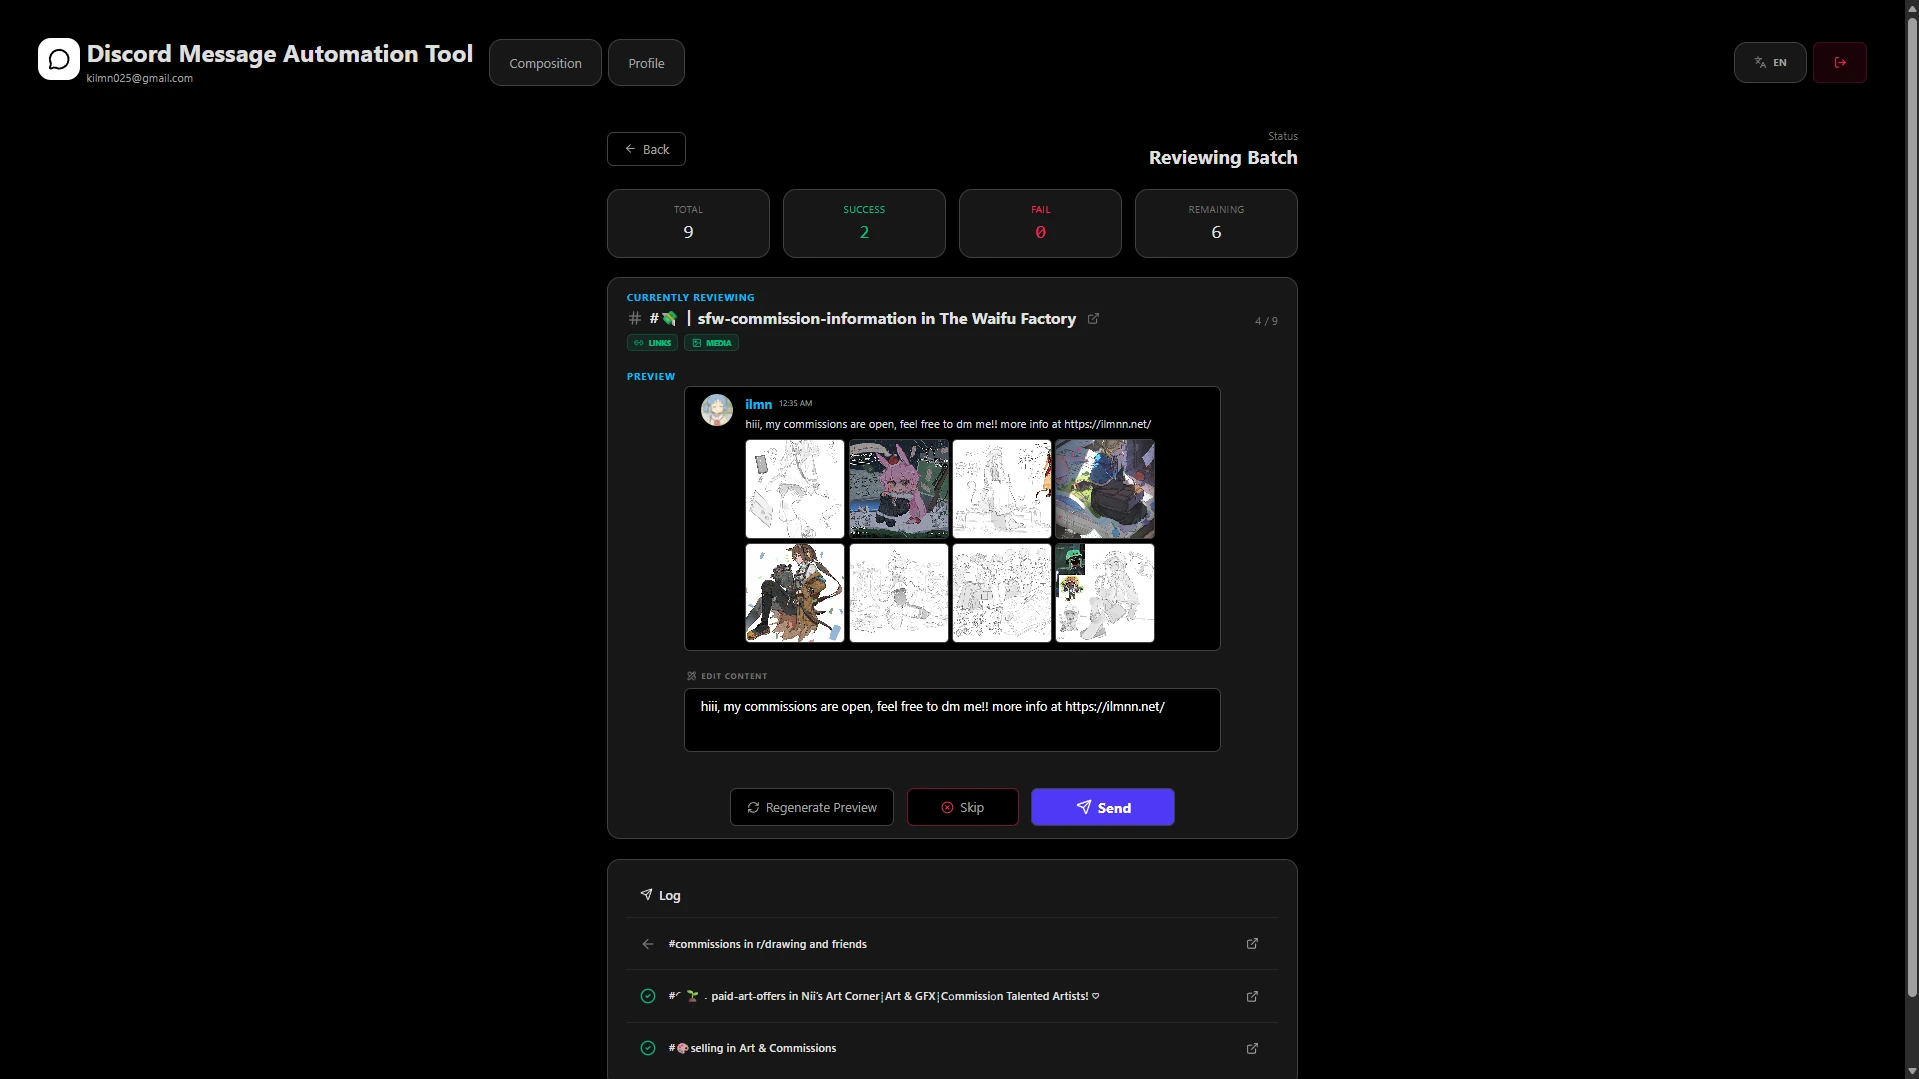 Discord Message Automation Tool
kilmn025@gmail.com
Composition
Profile
EN
Back
Status
Reviewing Batch
TOTAL
9
SUCCESS
2
FAIL
0
REMAINING
6
CURRENTLY REVIEWING
# #💸 | sfw-commission-information in The Waifu Factory
4 / 9
LINKS
MEDIA
PREVIEW
ilmn 12:35 AM
hiii, my commissions are open, feel free to dm me!! more info at https://ilmnn.net/
EDIT CONTENT
hiii, my commissions are open, feel free to dm me!! more info at https://ilmnn.net/
Regenerate Preview
Skip
Send
Log
#commissions in r/drawing and friends
#◜🌱 . paid-art-offers in Nii's Art Corner|Art & GFX|Commission Talented Artists! ♡
#🎨selling in Art & Commissions